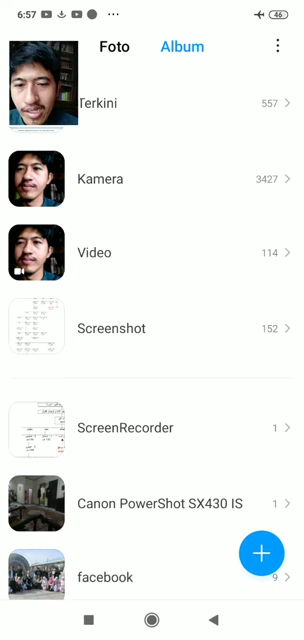 6:57 ... 46
Foto Album
Terkini 557
Kamera 3427
Video 114
Screenshot 152
ScreenRecorder 1
Canon PowerShot SX430 IS 1
facebook 9